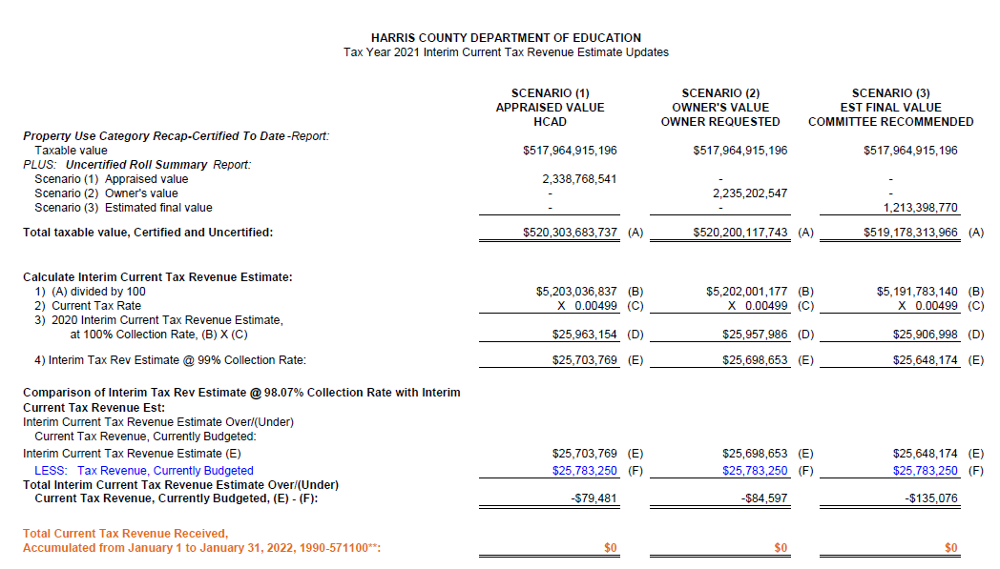 HARRIS COUNTY DEPARTMENT OF EDUCATION
Tax Year 2021 Interim Current Tax Revenue Estimate Updates
SCENARIO (1) SCENARIO (2) SCENARIO (3)
APPRAISED VALUE OWNER'S VALUE EST FINAL VALUE
HCAD OWNER REQUESTED COMMITTEE RECOMMENDED
Property Use Category Recap-Certified To Date -Report:
Taxable value $517,964,915,196 $517,964,915,196 $517,964,915,196
PLUS: Uncertified Roll Summary Report:
Scenario (1) Appraised value 2,338,768,541 - -
Scenario (2) Owner's value - 2,235,202,547 -
Scenario (3) Estimated final value - - 1,213,398,770
Total taxable value, Certified and Uncertified: $520,303,683,737 (A) $520,200,117,743 (A) $519,178,313,966 (A)
Calculate Interim Current Tax Revenue Estimate:
1) (A) divided by 100 $5,203,036,837 (B) $5,202,001,177 (B) $5,191,783,140 (B)
2) Current Tax Rate X 0.00499 (C) X 0.00499 (C) X 0.00499 (C)
3) 2020 Interim Current Tax Revenue Estimate,
at 100% Collection Rate, (B) X (C) $25,963,154 (D) $25,957,986 (D) $25,906,998 (D)
4) Interim Tax Rev Estimate @ 99% Collection Rate: $25,703,769 (E) $25,698,653 (E) $25,648,174 (E)
Comparison of Interim Tax Rev Estimate @ 98.07% Collection Rate with Interim
Current Tax Revenue Est:
Interim Current Tax Revenue Estimate Over/(Under)
Current Tax Revenue, Currently Budgeted:
Interim Current Tax Revenue Estimate (E) $25,703,769 (E) $25,698,653 (E) $25,648,174 (E)
LESS: Tax Revenue, Currently Budgeted $25,783,250 (F) $25,783,250 (F) $25,783,250 (F)
Total Interim Current Tax Revenue Estimate Over/(Under)
Current Tax Revenue, Currently Budgeted, (E) - (F): -$79,481 -$84,597 -$135,076
Total Current Tax Revenue Received,
Accumulated from January 1 to January 31, 2022, 1990-571100**: $0 $0 $0